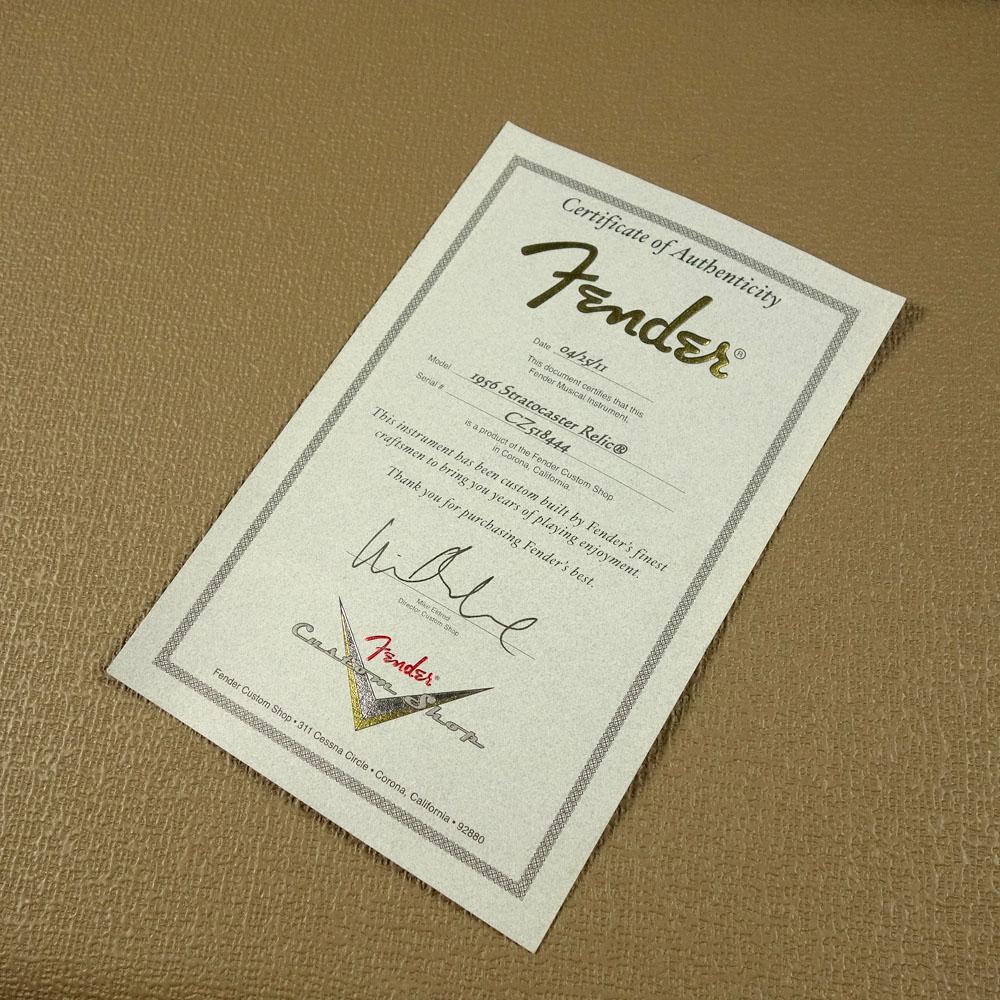 Certificate of Authenticity
Fender®
Date 04/25/11
This document certifies that this
Fender Musical Instrument,
Model 1956 Stratocaster Relic®
Serial # CZ518444
is a product of the Fender Custom Shop
in Corona, California.
This instrument has been custom built by Fender's finest
craftsmen to bring you years of playing enjoyment.
Thank you for purchasing Fender's best.
Mike Eldred
Director Custom Shop
Fender®
Custom Shop
Fender Custom Shop • 311 Cessna Circle • Corona, California • 92880